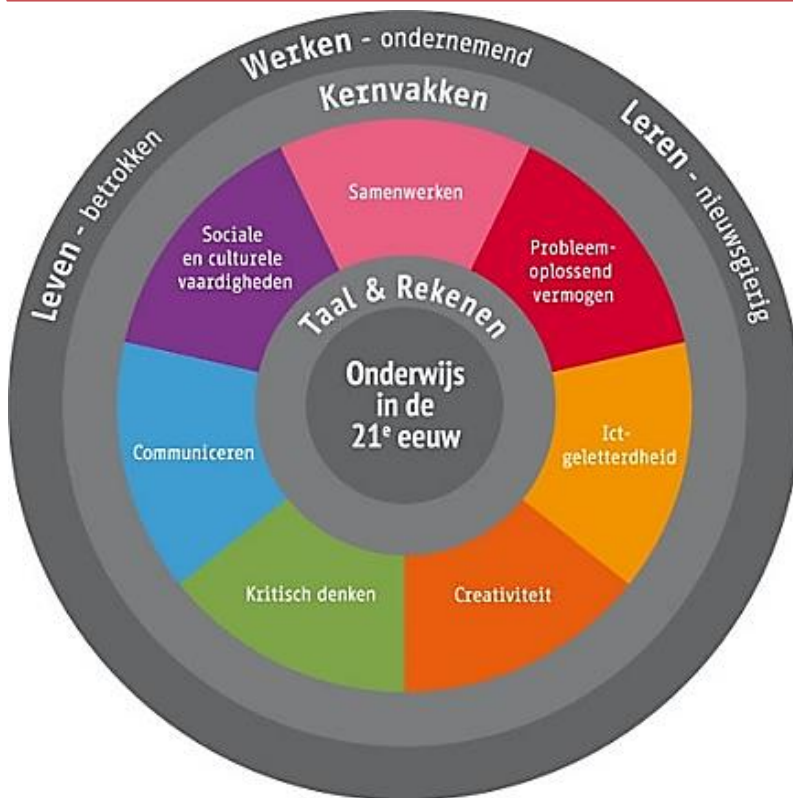 Leven - betrokken
Werken - ondernemend
Leren - nieuwsgierig
Kernvakken
Samenwerken
Probleem-
oplossend
vermogen
Ict-
geletterdheid
Creativiteit
Kritisch denken
Communiceren
Sociale
en culturele
vaardigheden
Taal & Rekenen
Onderwijs
in de
21e eeuw